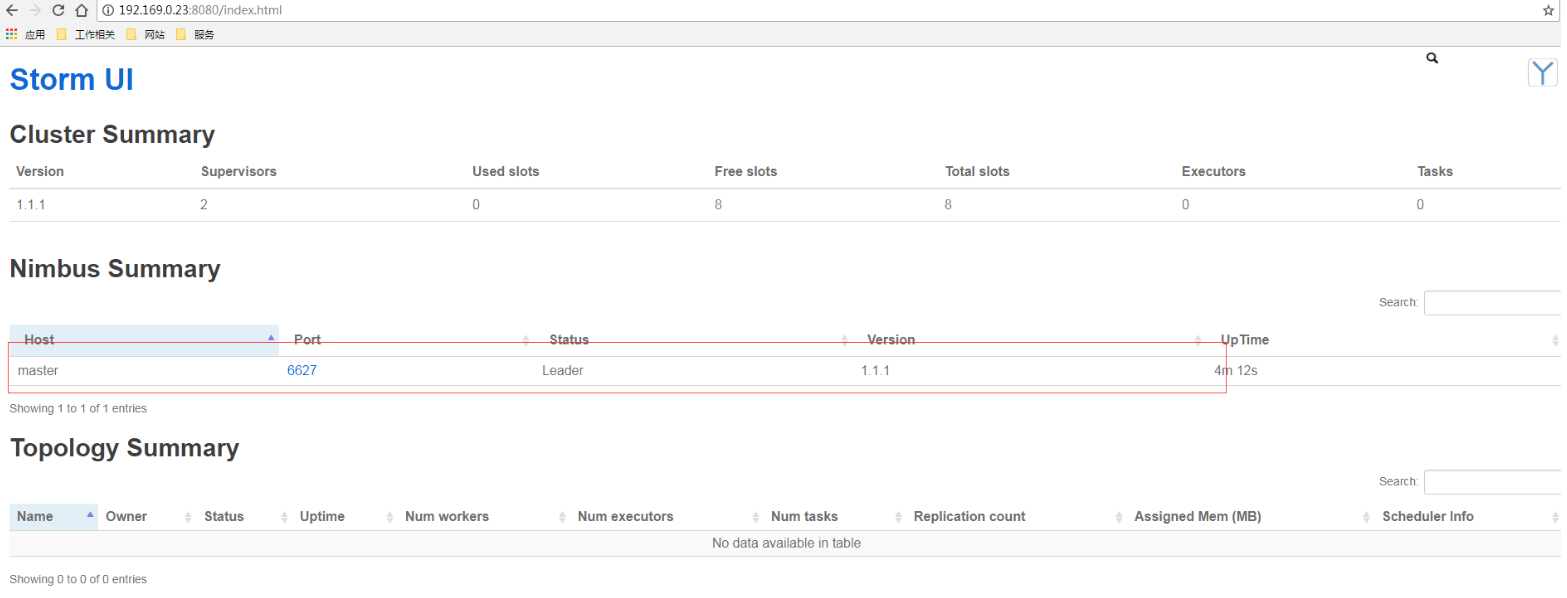 192.169.0.23:8080/index.html
应用 工作相关 网站 服务
Storm UI
Cluster Summary
Version Supervisors Used slots Free slots Total slots Executors Tasks
1.1.1 2 0 8 8 0 0
Nimbus Summary
Search:
Host Port Status Version UpTime
master 6627 Leader 1.1.1 4m 12s
Showing 1 to 1 of 1 entries
Topology Summary
Search:
Name Owner Status Uptime Num workers Num executors Num tasks Replication count Assigned Mem (MB) Scheduler Info
No data available in table
Showing 0 to 0 of 0 entries